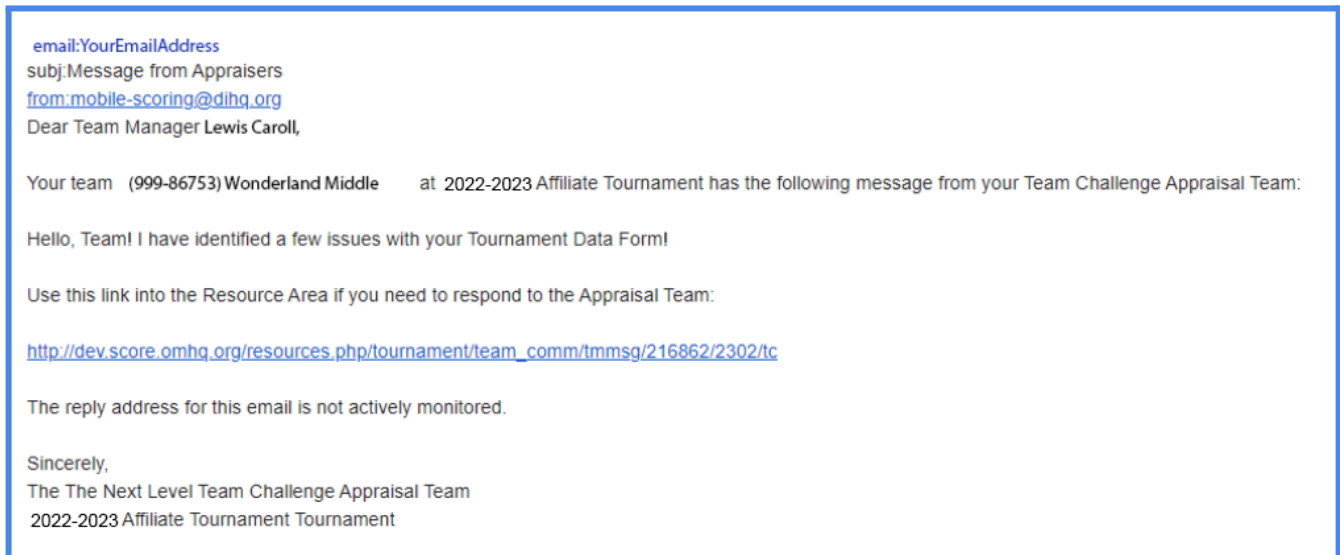 email:YourEmailAddress
subj:Message from Appraisers
from:mobile-scoring@dihq.org
Dear Team Manager Lewis Caroll,
Your team (999-86753) Wonderland Middle at 2022-2023 Affiliate Tournament has the following message from your Team Challenge Appraisal Team:
Hello, Team! I have identified a few issues with your Tournament Data Form!
Use this link into the Resource Area if you need to respond to the Appraisal Team:
http://dev.score.omhq.org/resources.php/tournament/team_comm/tmmsg/216862/2302/tc
The reply address for this email is not actively monitored.
Sincerely,
The The Next Level Team Challenge Appraisal Team
2022-2023 Affiliate Tournament Tournament